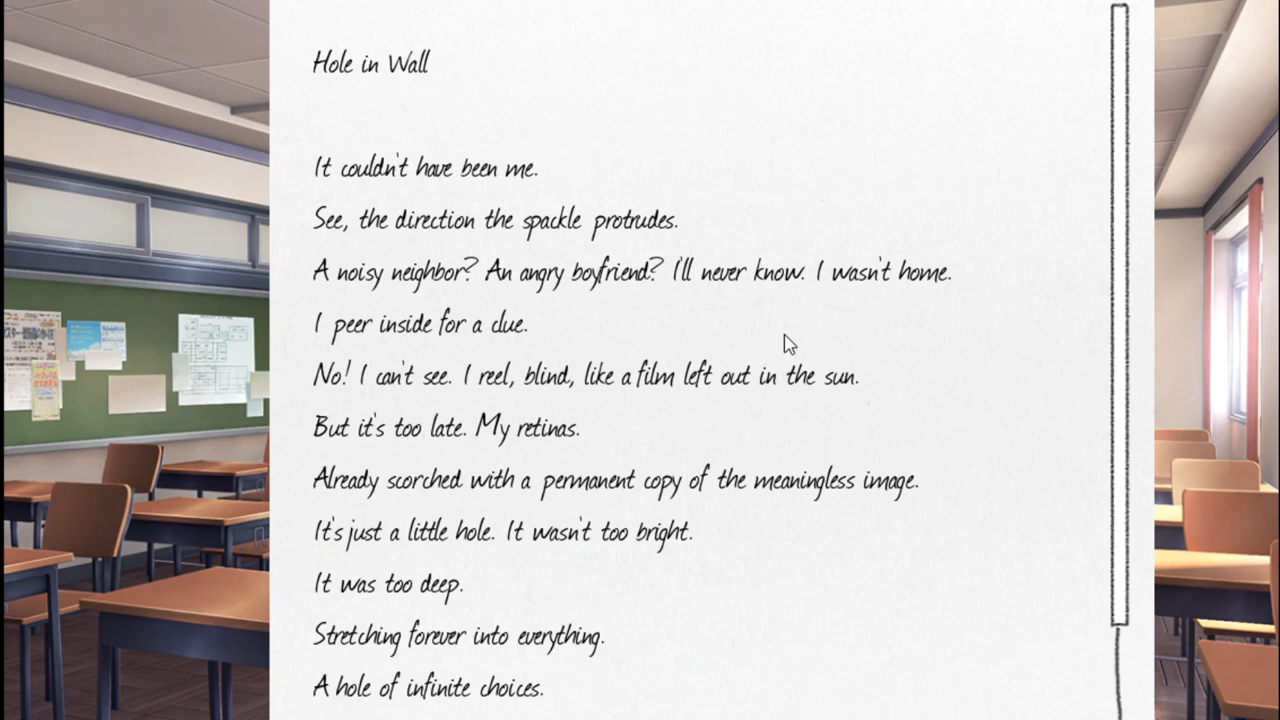 Hole in Wall
It couldn't have been me.
See, the direction the spackle protrudes.
A noisy neighbor? An angry boyfriend? I'll never know. I wasn't home.
I peer inside for a clue.
No! I can't see. I reel, blind, like a film left out in the sun.
But it's too late. My retinas.
Already scorched with a permanent copy of the meaningless image.
It's just a little hole. It wasn't too bright.
It was too deep.
Stretching forever into everything.
A hole of infinite choices.